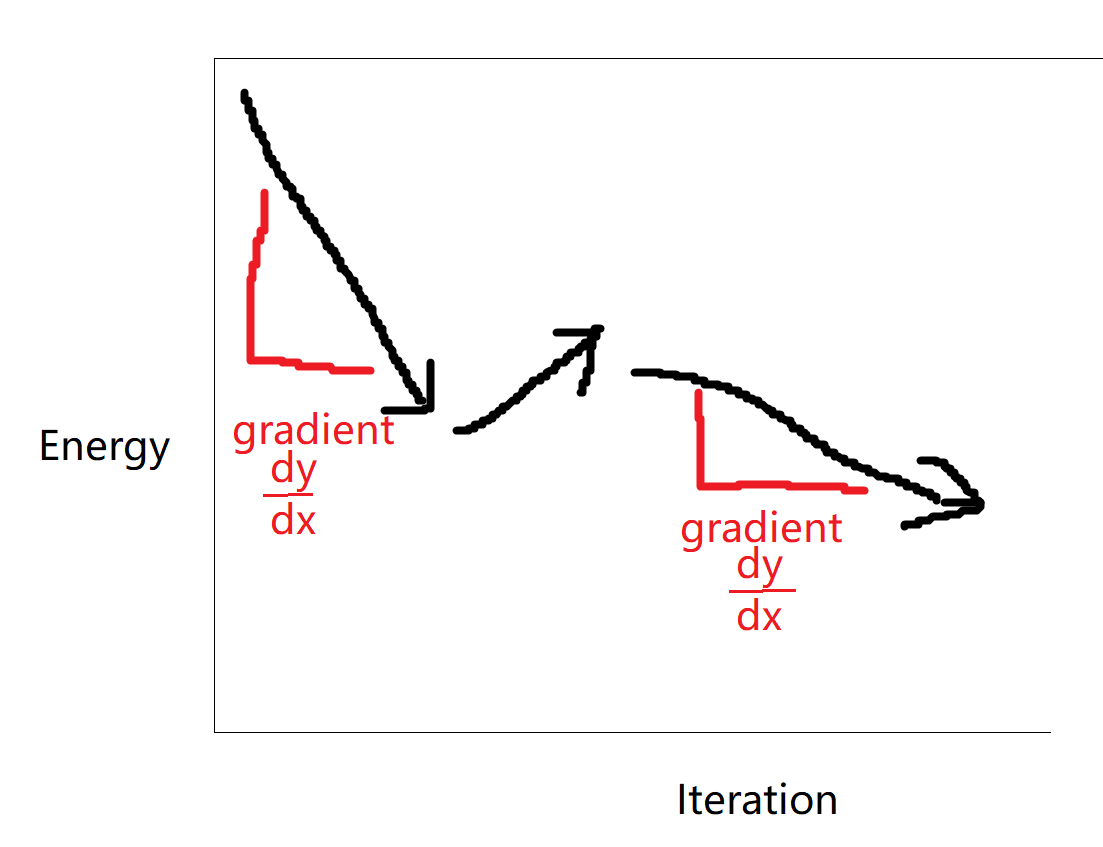 Energy
gradient
dy
dx
gradient
dy
dx
Iteration